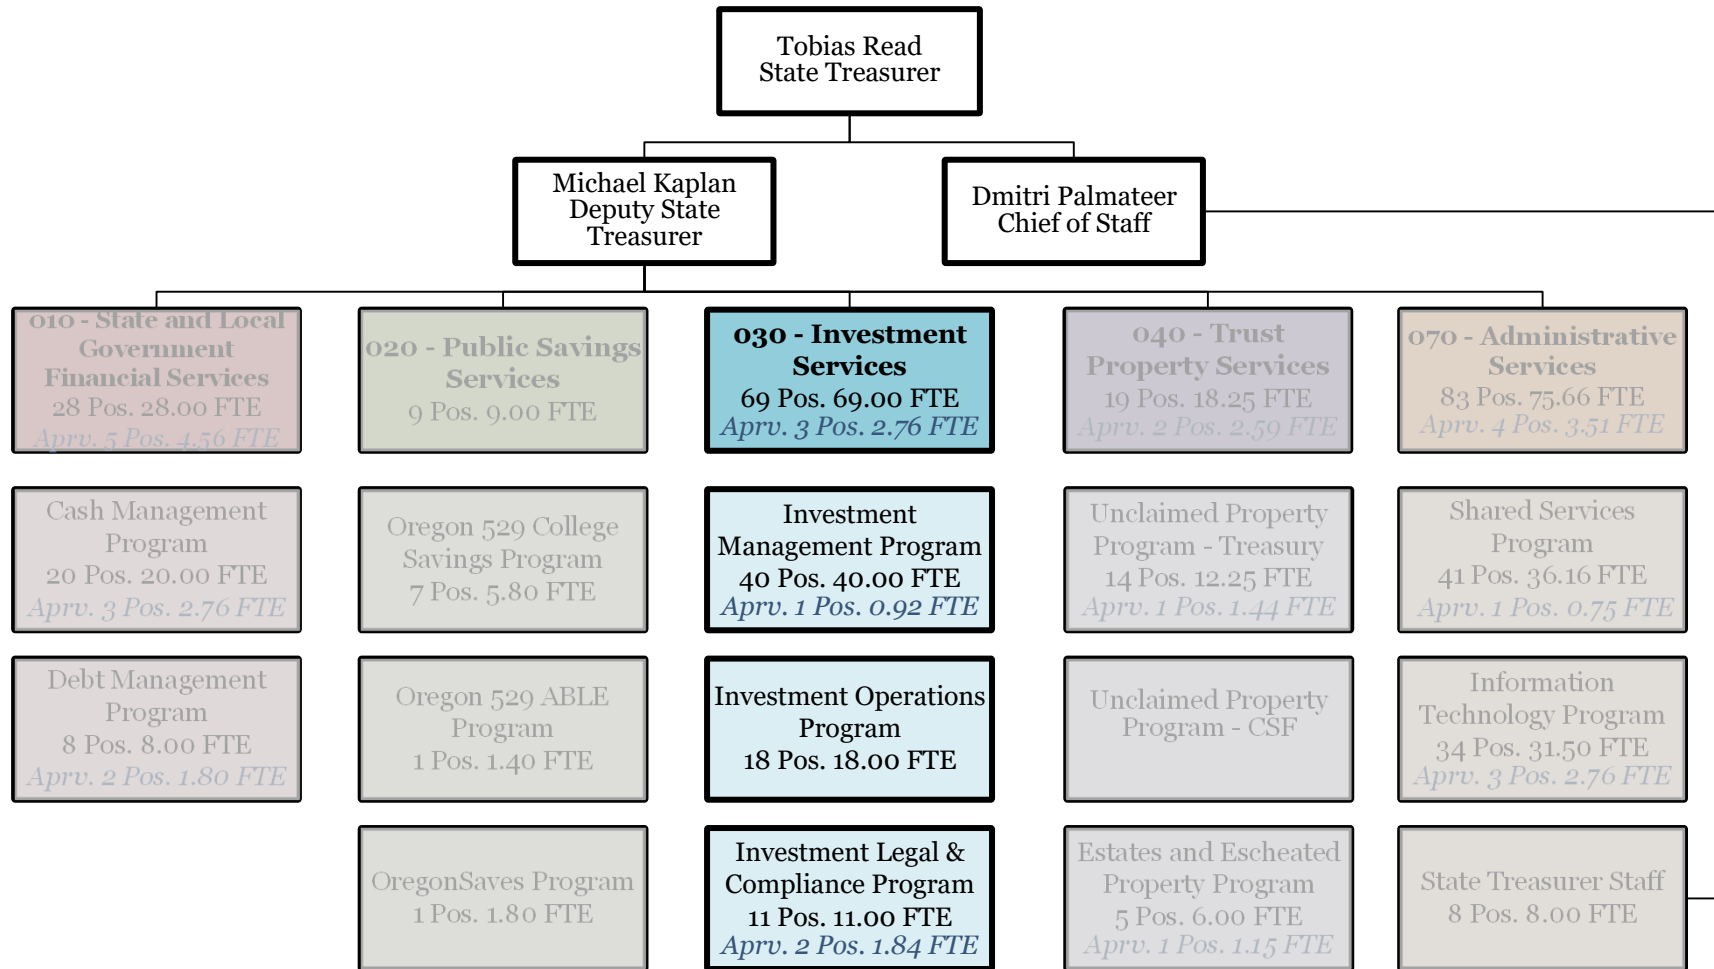 Tobias Read
State Treasurer
Michael Kaplan
Deputy State
Treasurer
Dmitri Palmateer
Chief of Staff
010 - State and Local
Government
Financial Services
28 Pos. 28.00 FTE
Aprv. 5 Pos. 4.56 FTE
020 - Public Savings
Services
9 Pos. 9.00 FTE
030 - Investment
Services
69 Pos. 69.00 FTE
Aprv. 3 Pos. 2.76 FTE
040 - Trust
Property Services
19 Pos. 18.25 FTE
Aprv. 2 Pos. 2.59 FTE
070 - Administrative
Services
83 Pos. 75.66 FTE
Aprv. 4 Pos. 3.51 FTE
Cash Management
Program
20 Pos. 20.00 FTE
Aprv. 3 Pos. 2.76 FTE
Oregon 529 College
Savings Program
7 Pos. 5.80 FTE
Investment
Management Program
40 Pos. 40.00 FTE
Aprv. 1 Pos. 0.92 FTE
Unclaimed Property
Program - Treasury
14 Pos. 12.25 FTE
Aprv. 1 Pos. 1.44 FTE
Shared Services
Program
41 Pos. 36.16 FTE
Aprv. 1 Pos. 0.75 FTE
Debt Management
Program
8 Pos. 8.00 FTE
Aprv. 2 Pos. 1.80 FTE
Oregon 529 ABLE
Program
1 Pos. 1.40 FTE
Investment Operations
Program
18 Pos. 18.00 FTE
Unclaimed Property
Program - CSF
Information
Technology Program
34 Pos. 31.50 FTE
Aprv. 3 Pos. 2.76 FTE
OregonSaves Program
1 Pos. 1.80 FTE
Investment Legal &
Compliance Program
11 Pos. 11.00 FTE
Aprv. 2 Pos. 1.84 FTE
Estates and Escheated
Property Program
5 Pos. 6.00 FTE
Aprv. 1 Pos. 1.15 FTE
State Treasurer Staff
8 Pos. 8.00 FTE